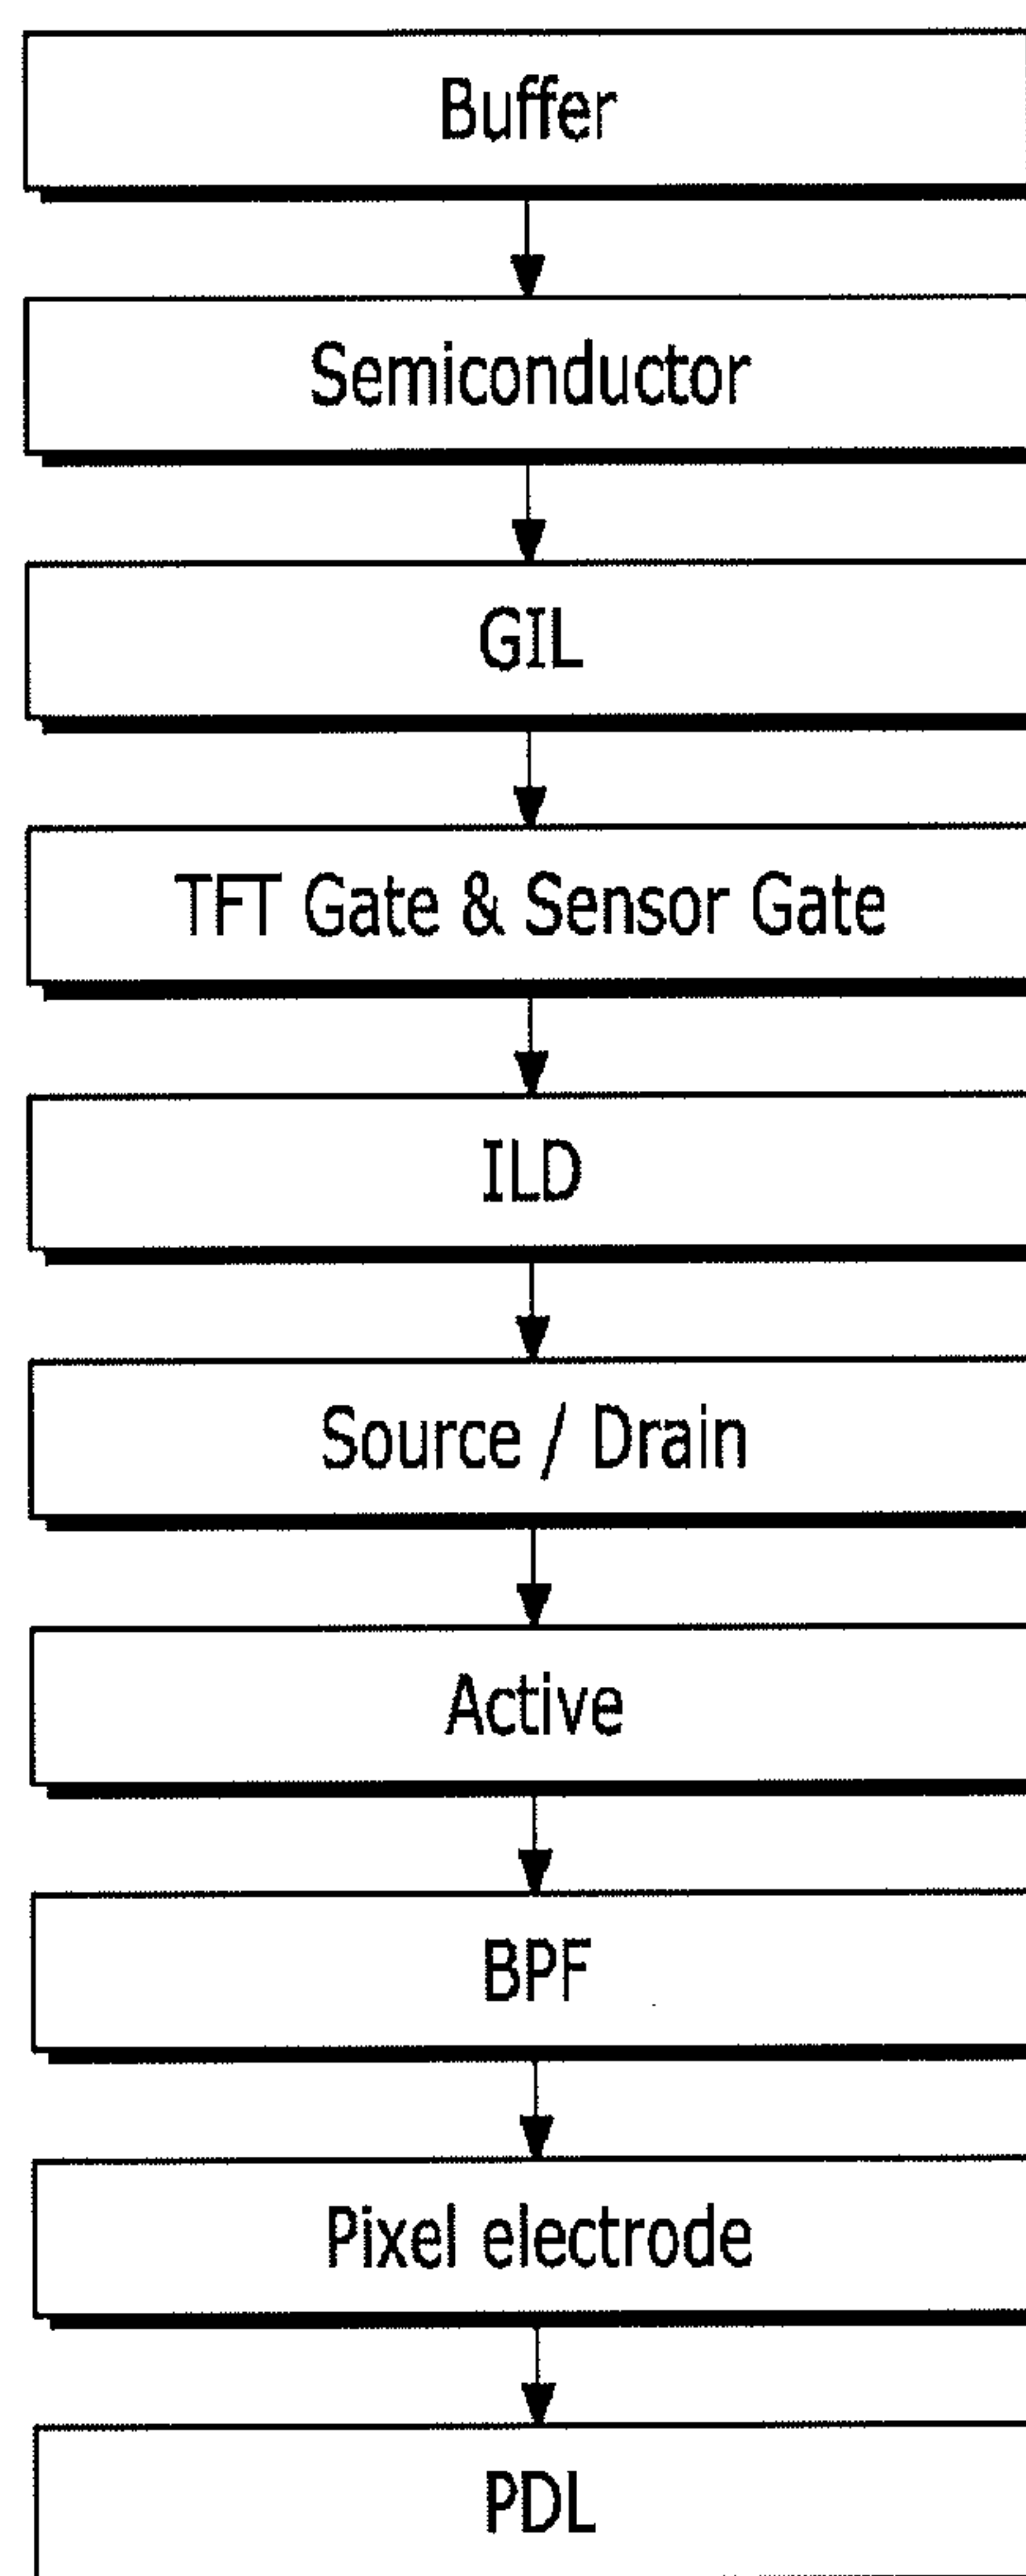 Buffer
Semiconductor
GIL
TFT Gate & Sensor Gate
ILD
Source / Drain
Active
BPF
Pixel electrode
PDL